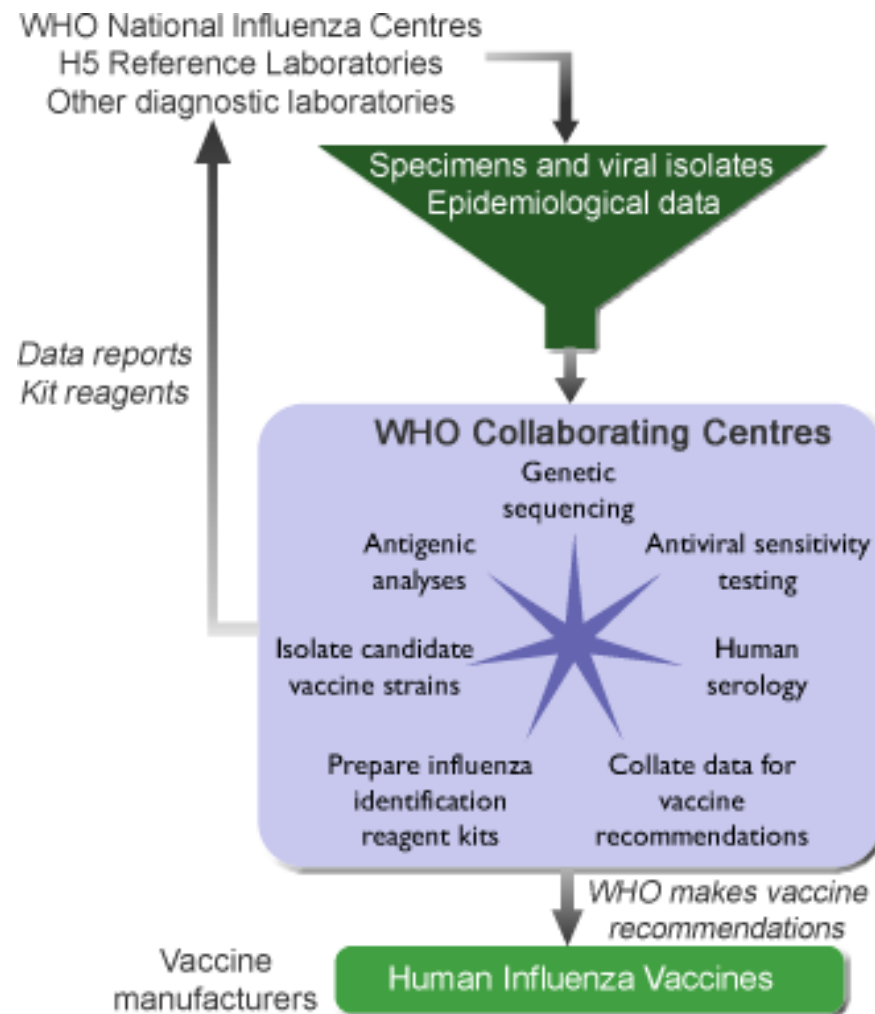 WHO National Influenza Centres
H5 Reference Laboratories
Other diagnostic laboratories
Specimens and viral isolates
Epidemiological data
Data reports
Kit reagents
WHO Collaborating Centres
Genetic
sequencing
Antigenic
analyses
Antiviral sensitivity
testing
Isolate candidate
vaccine strains
Human
serology
Prepare influenza
identification
reagent kits
Collate data for
vaccine
recommendations
WHO makes vaccine
recommendations
Vaccine
manufacturers
Human Influenza Vaccines